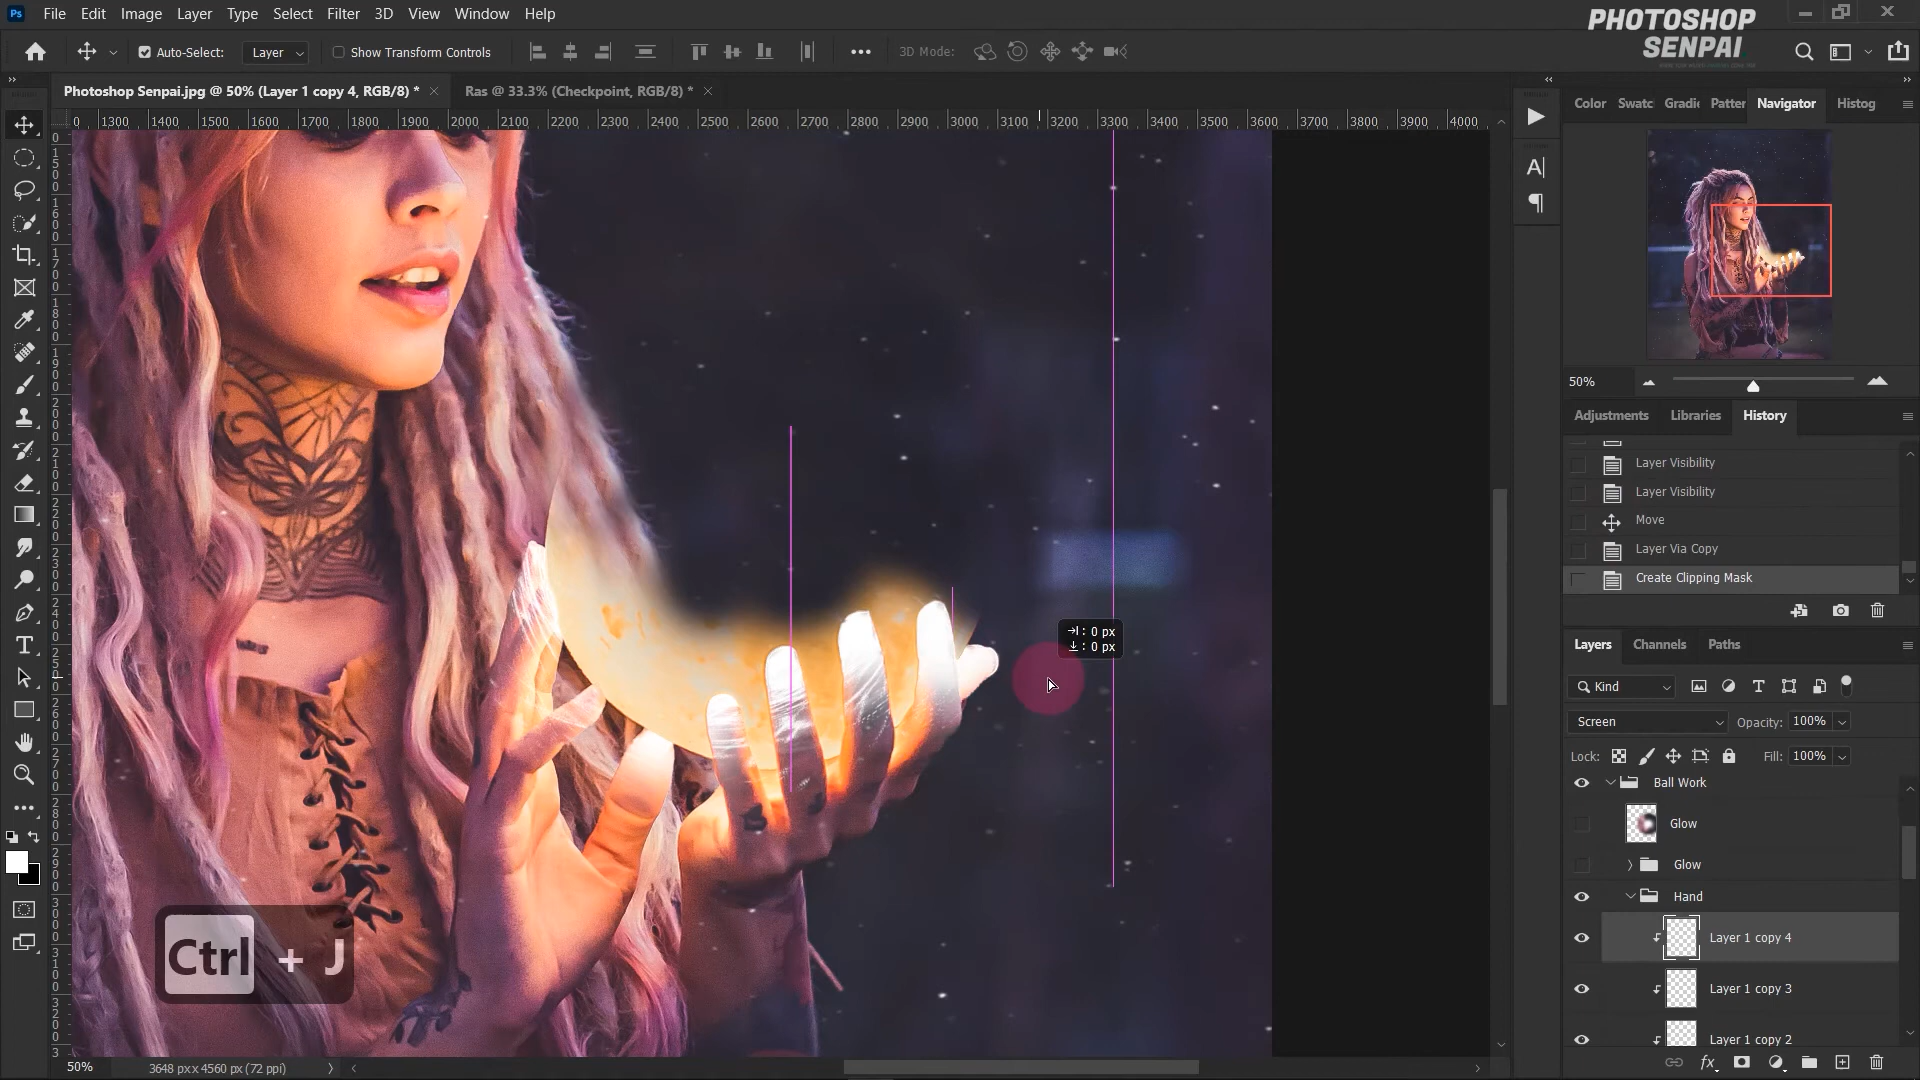 Ps File Edit Image Layer Type Select Filter 3D View Window Help
PHOTOSHOP
SENPAI
Auto-Select: Layer Show Transform Controls 3D Mode:
Photoshop Senpai.jpg @ 50% (Layer 1 copy 4, RGB/8) * Ras @ 33.3% (Checkpoint, RGB/8) *
0 1300 1400 1500 1600 1700 1800 1900 2000 2100 2200 2300 2400 2500 2600 2700 2800 2900 3000 3100 3200 3300 3400 3500 3600 3700 3800 3900 4000
Color Swatc Gradie Patter Navigator Histog
50%
Adjustments Libraries History
Layer Visibility
Layer Visibility
Move
Layer Via Copy
Create Clipping Mask
: 0 px
: 0 px
Layers Channels Paths
Kind
Screen Opacity: 100%
Lock: Fill: 100%
Ball Work
Glow
Glow
Hand
Layer 1 copy 4
Layer 1 copy 3
Layer 1 copy 2
Ctrl + J
50% 3648 px x 4560 px (72 ppi)